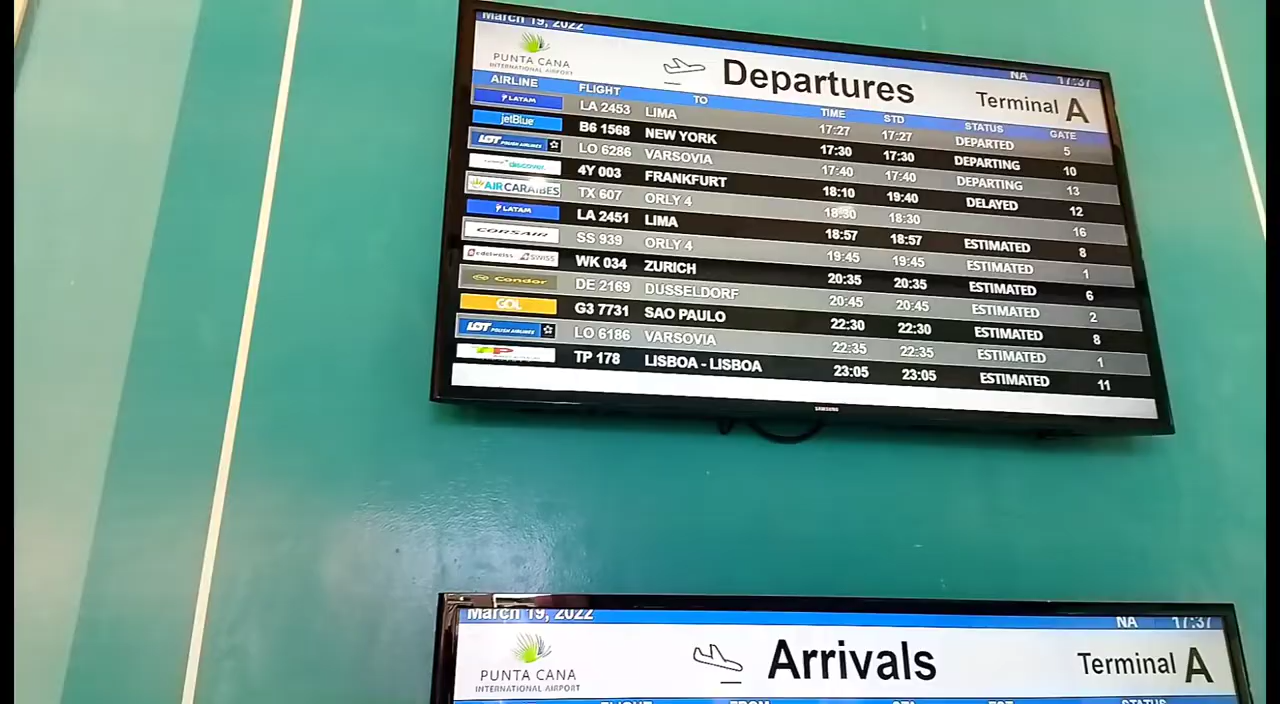 March 19, 2022
NA 17:37
PUNTA CANA
INTERNATIONAL AIRPORT
Departures
Terminal A
AIRLINE FLIGHT TO TIME STD STATUS GATE
LATAM LA 2453 LIMA 17:27 17:27 DEPARTED 5
jetBlue B6 1568 NEW YORK 17:30 17:30 DEPARTING 10
LOT POLISH AIRLINES LO 6286 VARSOVIA 17:40 17:40 DEPARTING 13
discover 4Y 003 FRANKFURT 18:10 19:40 DELAYED 12
AIR CARAIBES TX 607 ORLY 4 18:30 18:30 16
LATAM LA 2451 LIMA 18:57 18:57 ESTIMATED 8
CORSAIR SS 939 ORLY 4 19:45 19:45 ESTIMATED 1
edelweiss SWISS WK 034 ZURICH 20:35 20:35 ESTIMATED 6
Condor DE 2169 DUSSELDORF 20:45 20:45 ESTIMATED 2
GOL G3 7731 SAO PAULO 22:30 22:30 ESTIMATED 8
LOT POLISH AIRLINES LO 6186 VARSOVIA 22:35 22:35 ESTIMATED 1
TP TP 178 LISBOA - LISBOA 23:05 23:05 ESTIMATED 11
SAMSUNG
March 19, 2022
NA 17:37
PUNTA CANA
INTERNATIONAL AIRPORT
Arrivals
Terminal A
FLIGHT FROM STATUS